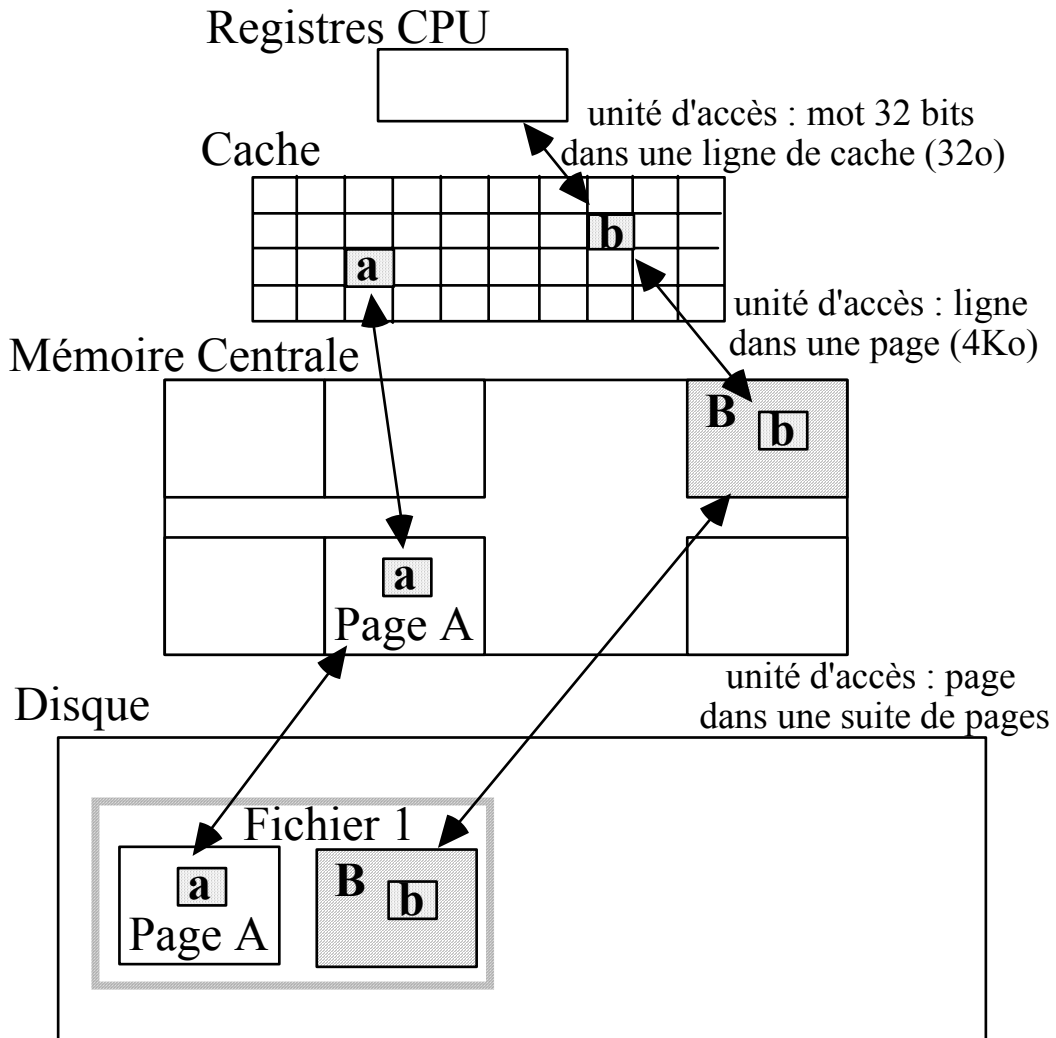 Registres CPU
unité d'accès : mot 32 bits
dans une ligne de cache (32o)
Cache
b
a
unité d'accès : ligne
dans une page (4Ko)
Mémoire Centrale
B
b
a
Page A
unité d'accès : page
dans une suite de pages
Disque
Fichier 1
a
B
b
Page A